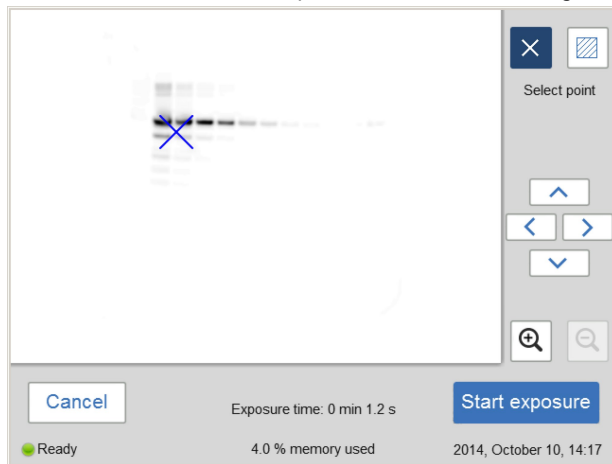 Select point
Cancel
Exposure time: 0 min 1.2 s
Start exposure
Ready
4.0 % memory used
2014, October 10, 14:17